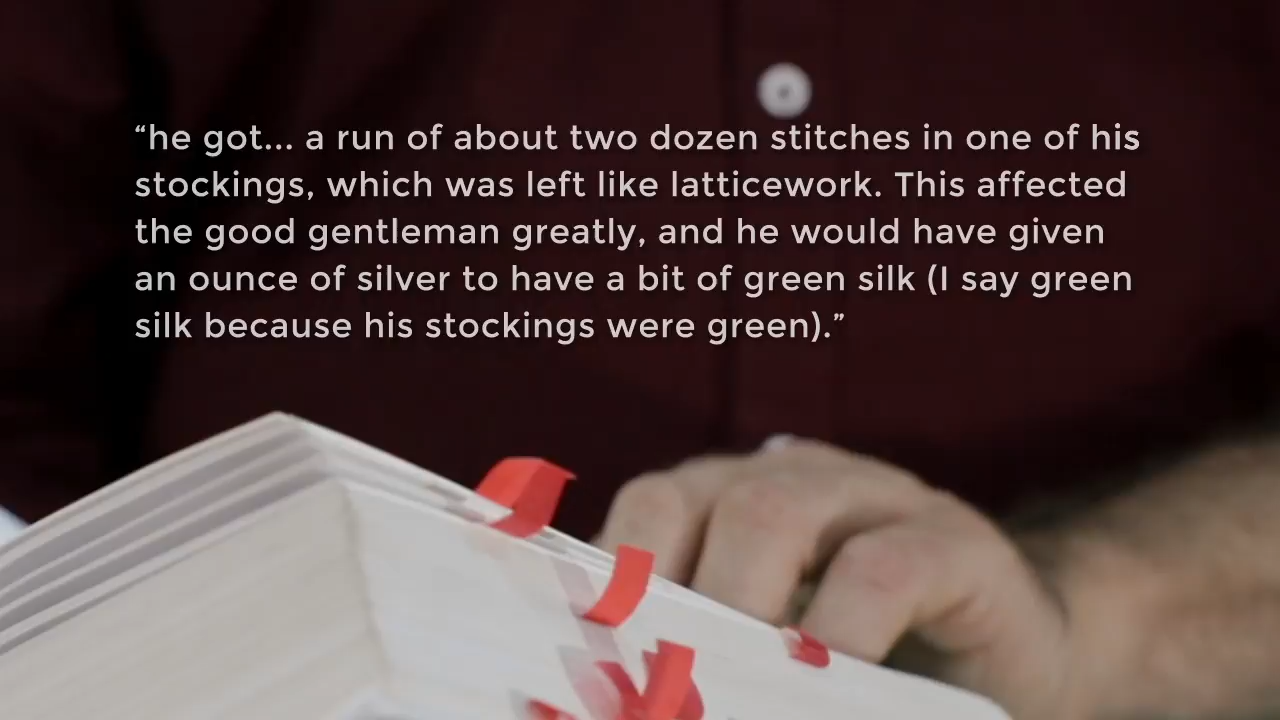 “he got... a run of about two dozen stitches in one of his
stockings, which was left like latticework. This affected
the good gentleman greatly, and he would have given
an ounce of silver to have a bit of green silk (I say green
silk because his stockings were green).”